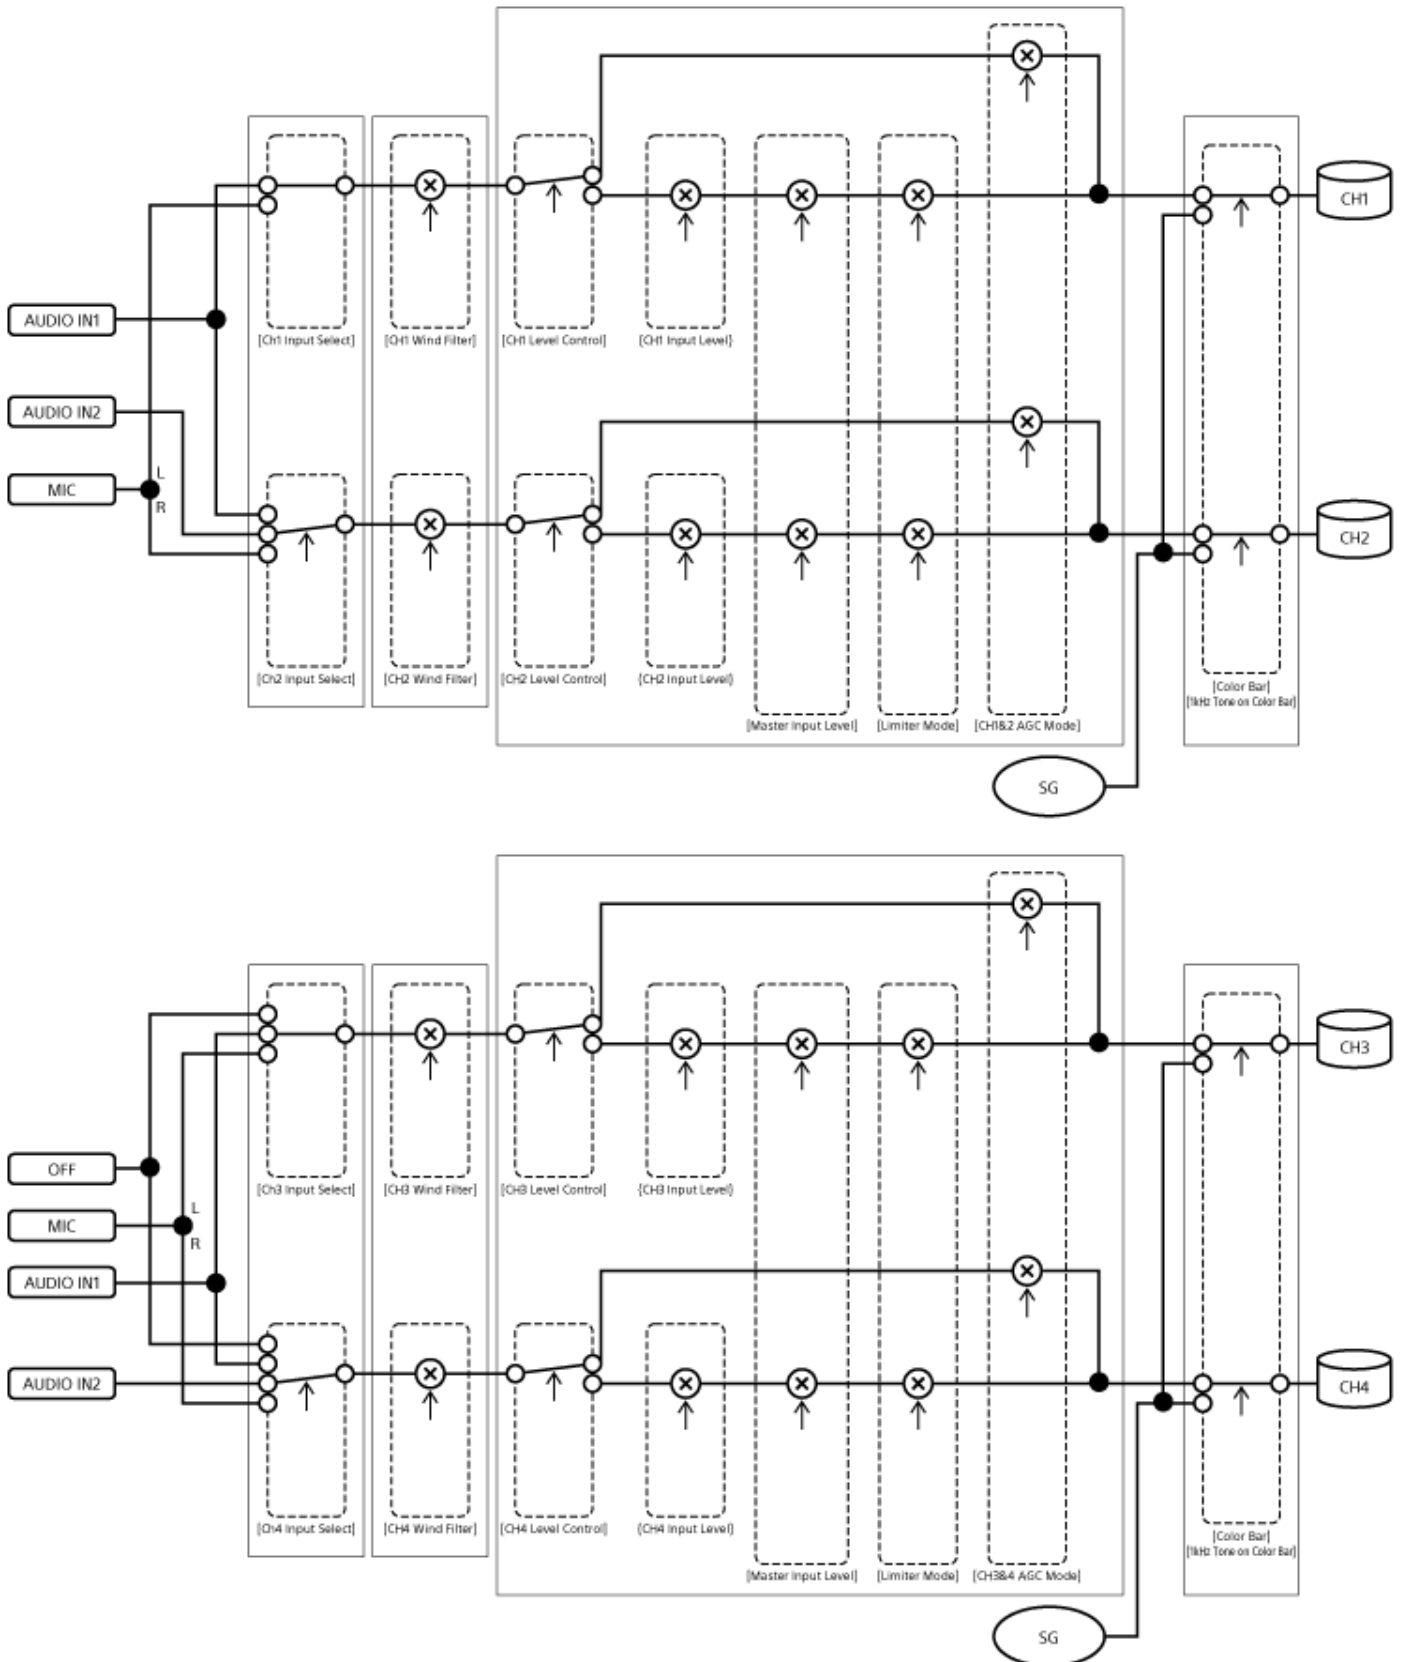 CH1
AUDIO IN1
[Ch1 Input Select] [CH1 Wind Filter] [CH1 Level Control] [CH1 Input Level}
AUDIO IN2
L
MIC
R
CH2
[Ch2 Input Select] [CH2 Wind Filter] [CH2 Level Control] {CH2 Input Level}
[Color Bar]
[1kHz Tone on Color Bar]
[Master Input Level] [Limiter Mode] [CH1&2 AGC Mode]
SG
CH3
OFF
[Ch3 Input Select] [CH3 Wind Filter] [CH3 Level Control] {CH3 Input Level}
L
MIC
R
AUDIO IN1
AUDIO IN2
CH4
[Ch4 Input Select] [CH4 Wind Filter] [CH4 Level Control] {CH4 Input Level}
[Color Bar]
[1kHz Tone on Color Bar]
[Master Input Level] [Limiter Mode] [CH3&4 AGC Mode]
SG